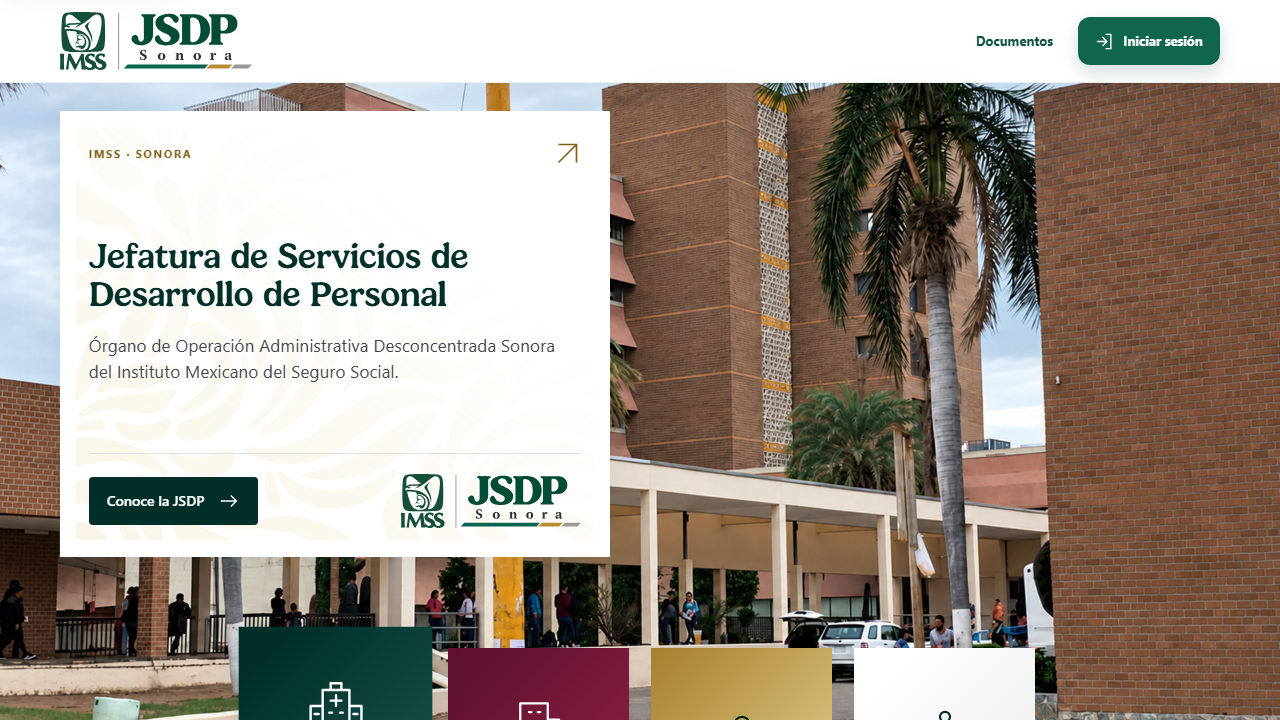 IMSS
JSDP
Sonora
Documentos
Iniciar sesión
IMSS · SONORA
Jefatura de Servicios de
Desarrollo de Personal
Órgano de Operación Administrativa Desconcentrada Sonora
del Instituto Mexicano del Seguro Social.
Conoce la JSDP
IMSS
JSDP
Sonora